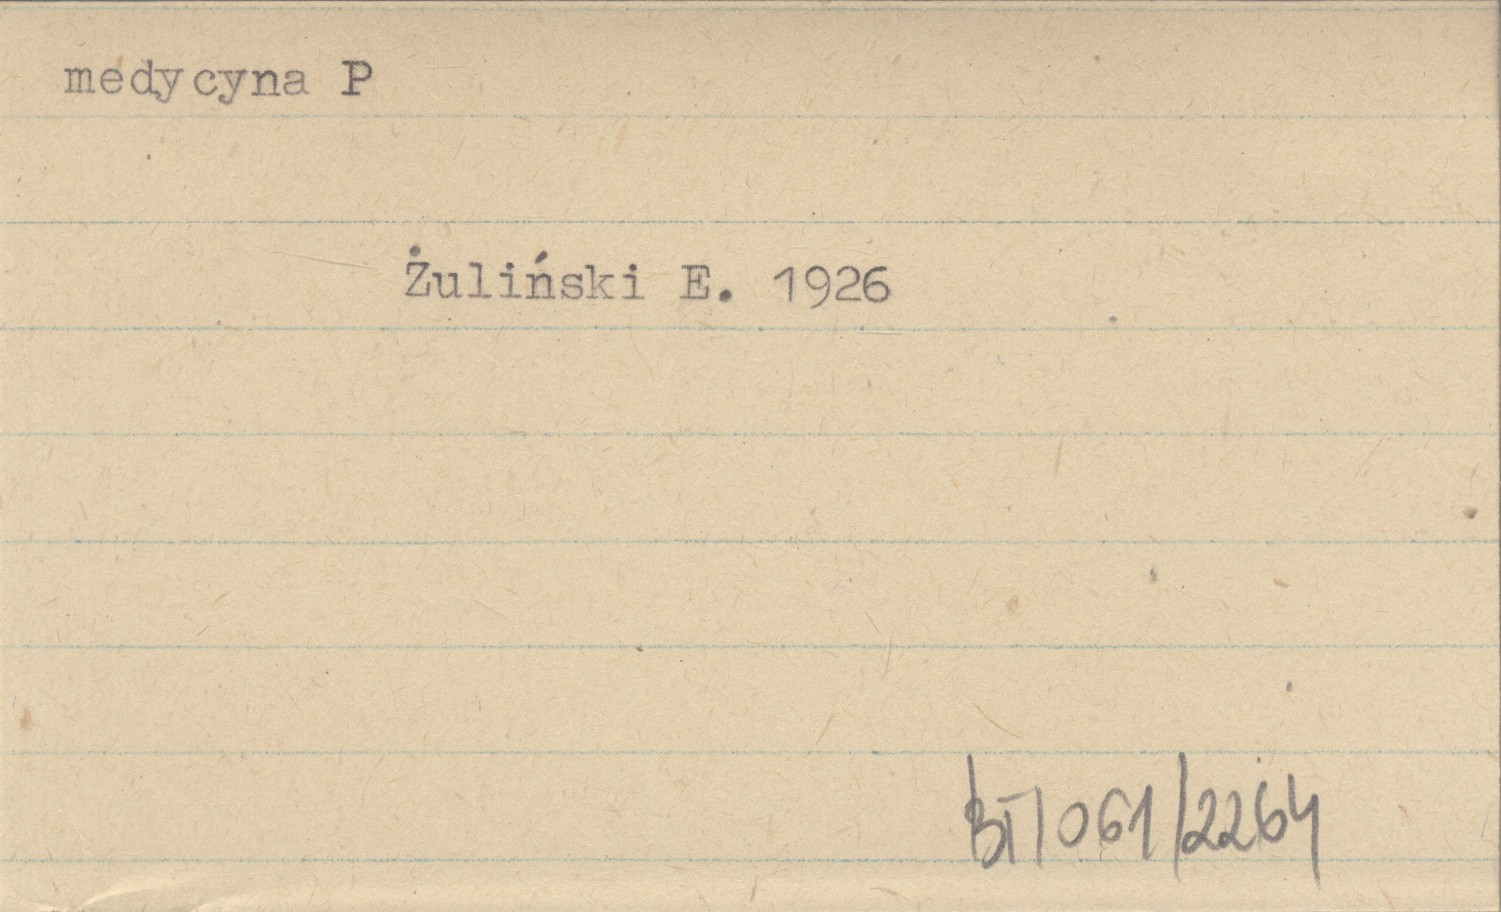 medycyna P
Żuliński E. 1926
BT/061/2264